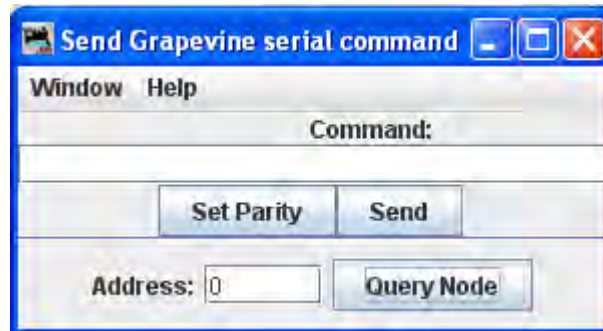 Send Grapevine serial command
Window Help
Command:
Set Parity Send
Address: 0 Query Node